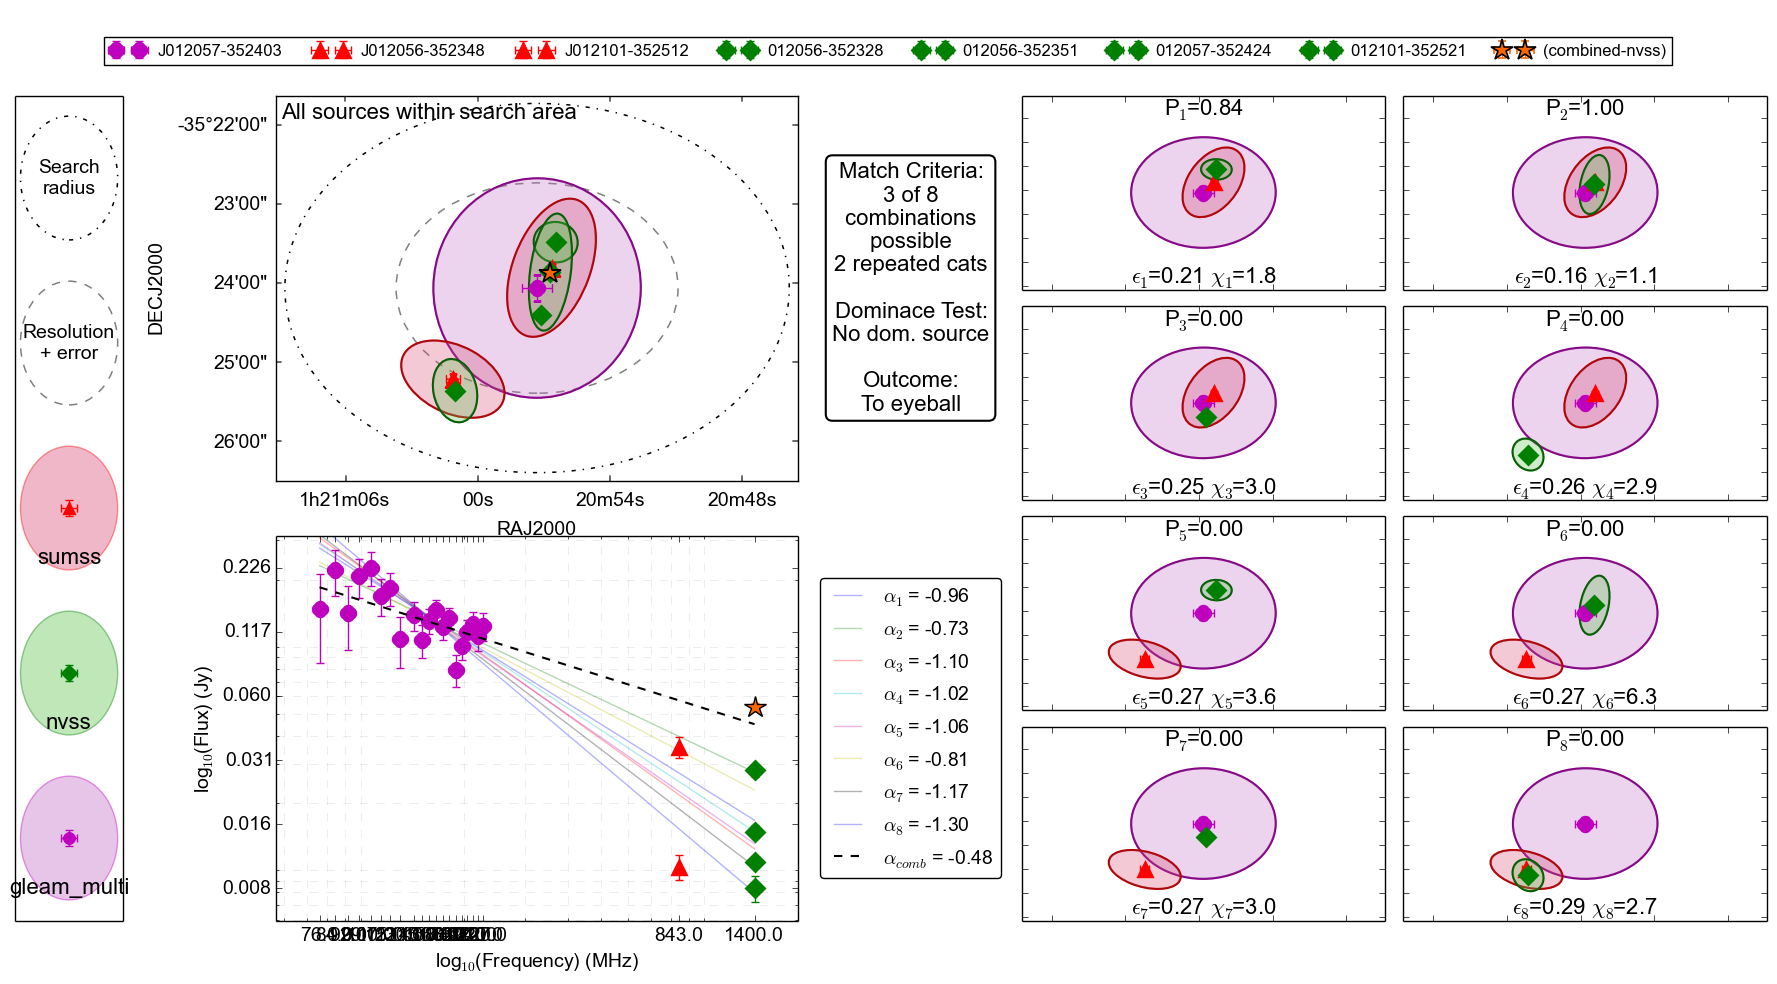 J012057-352403 J012056-352348 J012101-352512 012056-352328 012056-352351 012057-352424 012101-352521 (combined-nvss)
Search
radius
Resolution
+ error
sumss
nvss
gleam_multi
All sources within search area
-35°22'00"
23'00"
24'00"
25'00"
26'00"
DECJ2000
1h21m06s 00s 20m54s 20m48s
RAJ2000
Match Criteria:
3 of 8
combinations
possible
2 repeated cats
Dominace Test:
No dom. source
Outcome:
To eyeball
log10(Flux) (Jy)
0.226
0.117
0.060
0.031
0.016
0.008
843.0 1400.0
log10(Frequency) (MHz)
α1 = -0.96
α2 = -0.73
α3 = -1.10
α4 = -1.02
α5 = -1.06
α6 = -0.81
α7 = -1.17
α8 = -1.30
αcomb = -0.48
P1=0.84
ϵ1=0.21 χ1=1.8
P2=1.00
ϵ2=0.16 χ2=1.1
P3=0.00
ϵ3=0.25 χ3=3.0
P4=0.00
ϵ4=0.26 χ4=2.9
P5=0.00
ϵ5=0.27 χ5=3.6
P6=0.00
ϵ6=0.27 χ6=6.3
P7=0.00
ϵ7=0.27 χ7=3.0
P8=0.00
ϵ8=0.29 χ8=2.7